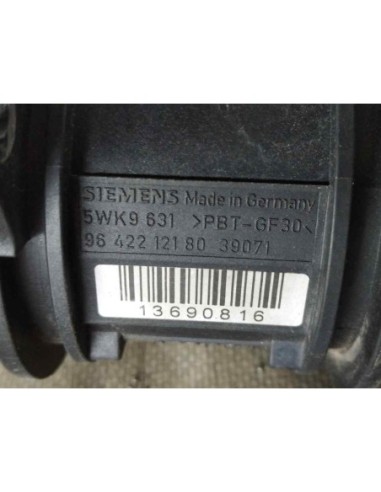 SIEMENS Made in Germany
5WK9 631 >PBT-GF30<
96 422 121 80 39071
13690816